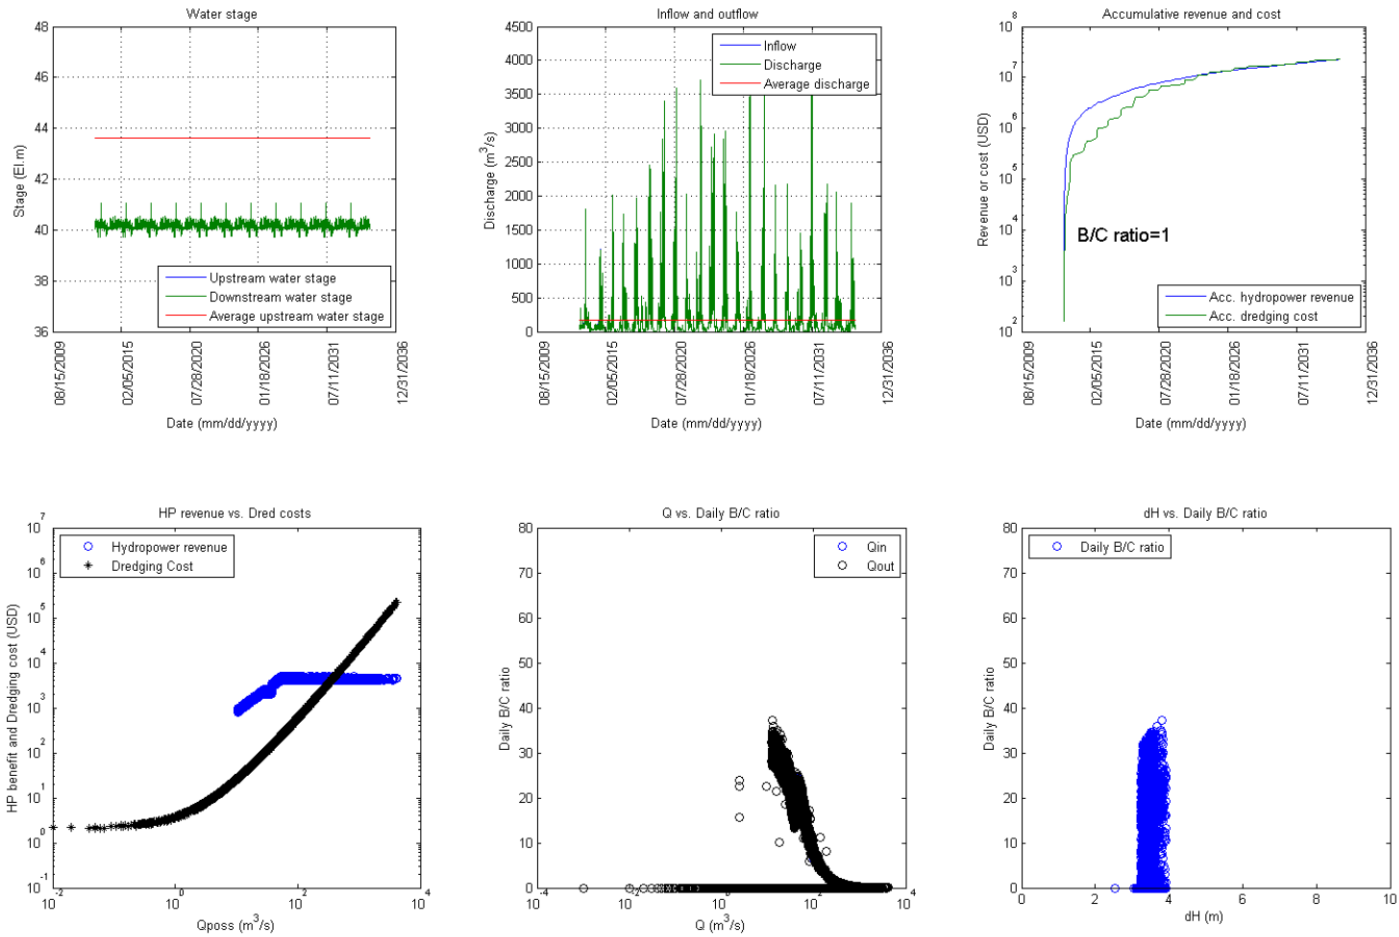 Water stage
48
46
44
42
40
38
36
Stage (El.m)
Upstream water stage
Downstream water stage
Average upstream water stage
08/15/2009
02/05/2015
07/28/2020
01/18/2026
07/11/2031
12/31/2036
Date (mm/dd/yyyy)
Inflow and outflow
4500
4000
3500
3000
2500
2000
1500
1000
500
0
Discharge (m³/s)
Inflow
Discharge
Average discharge
08/15/2009
02/05/2015
07/28/2020
01/18/2026
07/11/2031
12/31/2036
Date (mm/dd/yyyy)
Accumulative revenue and cost
10⁸
10⁷
10⁶
10⁵
10⁴
10³
10²
Revenue or cost (USD)
B/C ratio=1
Acc. hydropower revenue
Acc. dredging cost
08/15/2009
02/05/2015
07/28/2020
01/18/2026
07/11/2031
12/31/2036
Date (mm/dd/yyyy)
HP revenue vs. Dred costs
10⁷
10⁶
10⁵
10⁴
10³
10²
10¹
10⁰
10⁻¹
HP benefit and Dredging cost (USD)
Hydropower revenue
Dredging Cost
10⁻² 10⁰ 10² 10⁴
Qposs (m³/s)
Q vs. Daily B/C ratio
80
70
60
50
40
30
20
10
0
Daily B/C ratio
Qin
Qout
10⁻⁴ 10⁻² 10⁰ 10² 10⁴
Q (m³/s)
dH vs. Daily B/C ratio
80
70
60
50
40
30
20
10
0
Daily B/C ratio
Daily B/C ratio
0 2 4 6 8 10
dH (m)